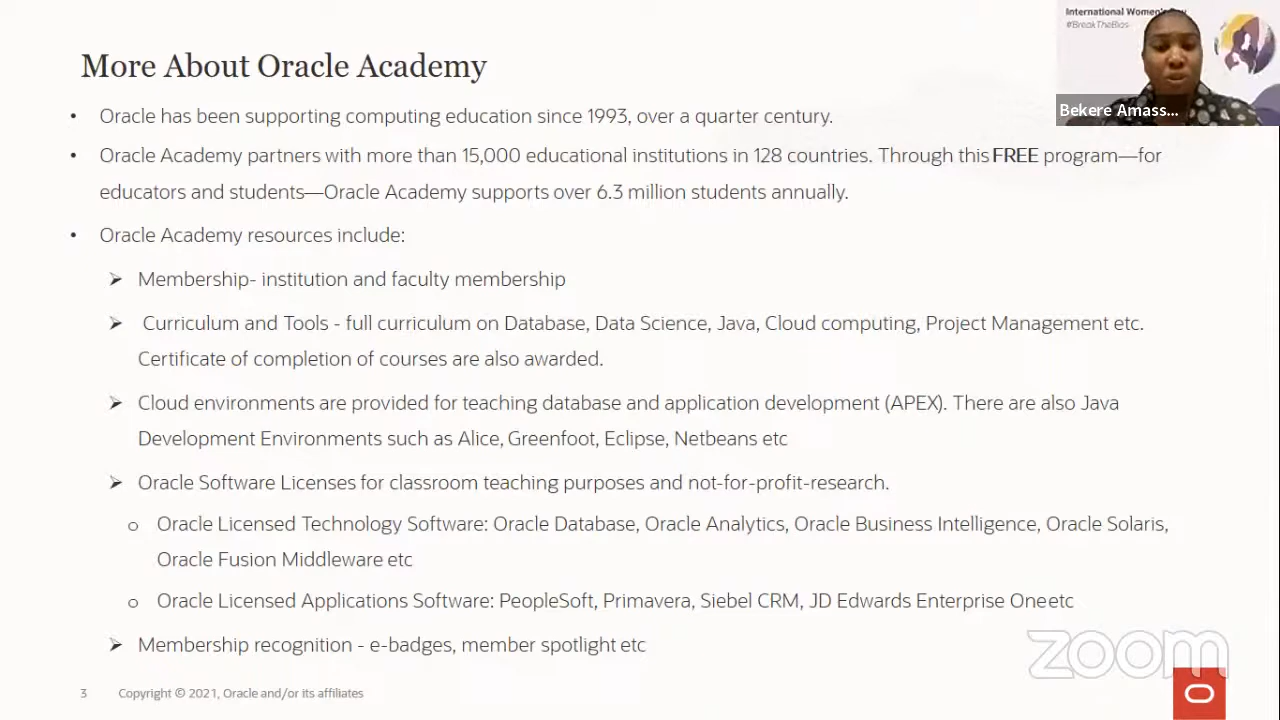 International Women's Day
#BreakTheBias
More About Oracle Academy
Bekere Amass...
• Oracle has been supporting computing education since 1993, over a quarter century.
• Oracle Academy partners with more than 15,000 educational institutions in 128 countries. Through this FREE program—for
educators and students—Oracle Academy supports over 6.3 million students annually.
• Oracle Academy resources include:
➢ Membership- institution and faculty membership
➢ Curriculum and Tools - full curriculum on Database, Data Science, Java, Cloud computing, Project Management etc.
Certificate of completion of courses are also awarded.
➢ Cloud environments are provided for teaching database and application development (APEX). There are also Java
Development Environments such as Alice, Greenfoot, Eclipse, Netbeans etc
➢ Oracle Software Licenses for classroom teaching purposes and not-for-profit-research.
o Oracle Licensed Technology Software: Oracle Database, Oracle Analytics, Oracle Business Intelligence, Oracle Solaris,
Oracle Fusion Middleware etc
o Oracle Licensed Applications Software: PeopleSoft, Primavera, Siebel CRM, JD Edwards Enterprise Oneetc
➢ Membership recognition - e-badges, member spotlight etc
zoom
3 Copyright © 2021, Oracle and/or its affiliates